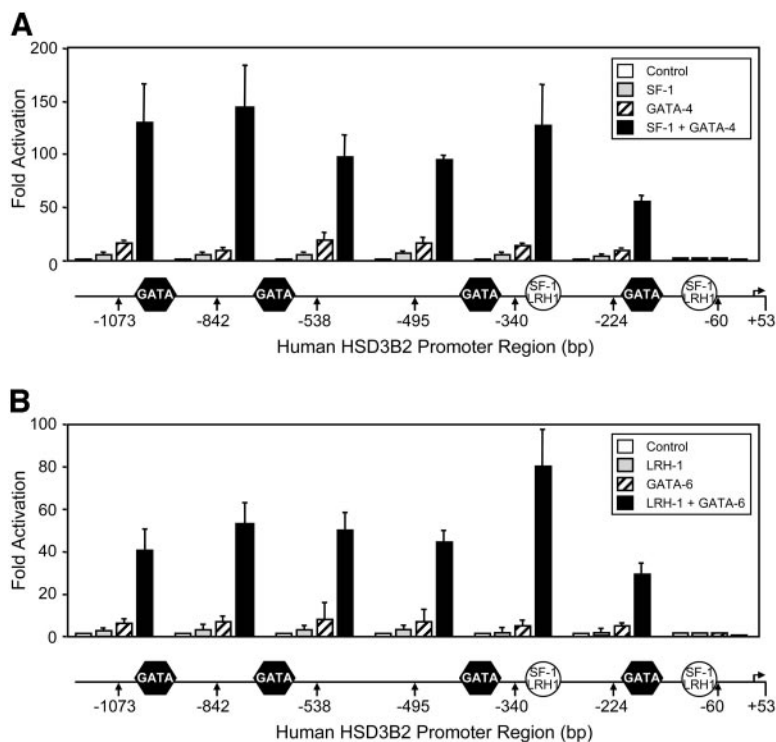 A
200
150
100
50
0
Fold Activation
Control
SF-1
GATA-4
SF-1 + GATA-4
GATA GATA GATA SF-1 LRH1 GATA SF-1 LRH1
-1073 -842 -538 -495 -340 -224 -60 +53
Human HSD3B2 Promoter Region (bp)
B
100
80
60
40
20
0
Fold Activation
Control
LRH-1
GATA-6
LRH-1 + GATA-6
GATA GATA GATA SF-1 LRH1 GATA SF-1 LRH1
-1073 -842 -538 -495 -340 -224 -60 +53
Human HSD3B2 Promoter Region (bp)